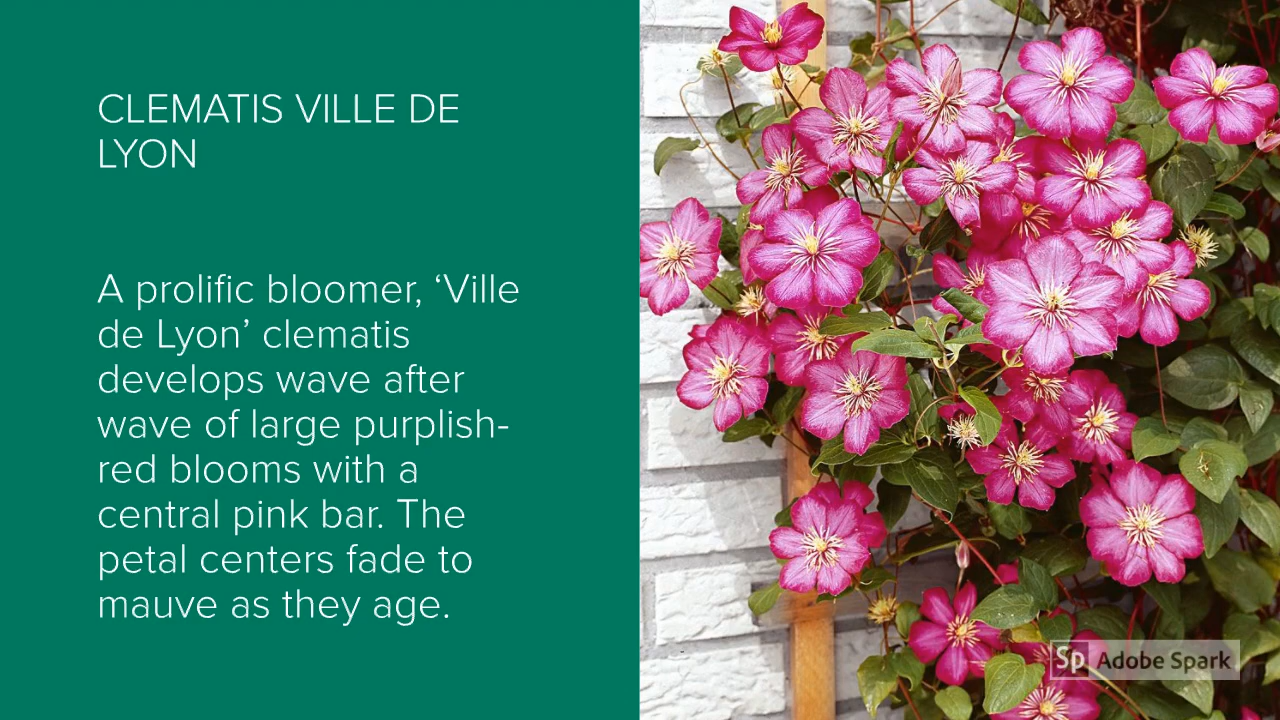 CLEMATIS VILLE DE
LYON
A prolific bloomer, ‘Ville
de Lyon’ clematis
develops wave after
wave of large purplish-
red blooms with a
central pink bar. The
petal centers fade to
mauve as they age.
Sp Adobe Spark